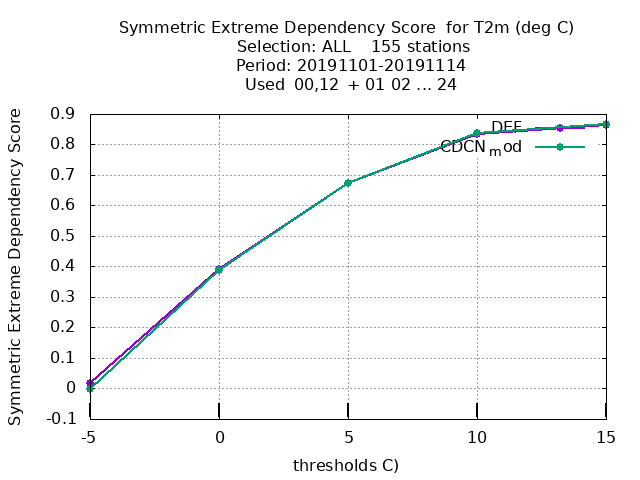 Symmetric Extreme Dependency Score for T2m (deg C)
Selection: ALL 155 stations
Period: 20191101-20191114
Used 00,12 + 01 02 ... 24
Symmetric Extreme Dependency Score
0.9
0.8
0.7
0.6
0.5
0.4
0.3
0.2
0.1
0
-0.1
DEF
CDCNmod
-5
0
5
10
15
thresholds C)